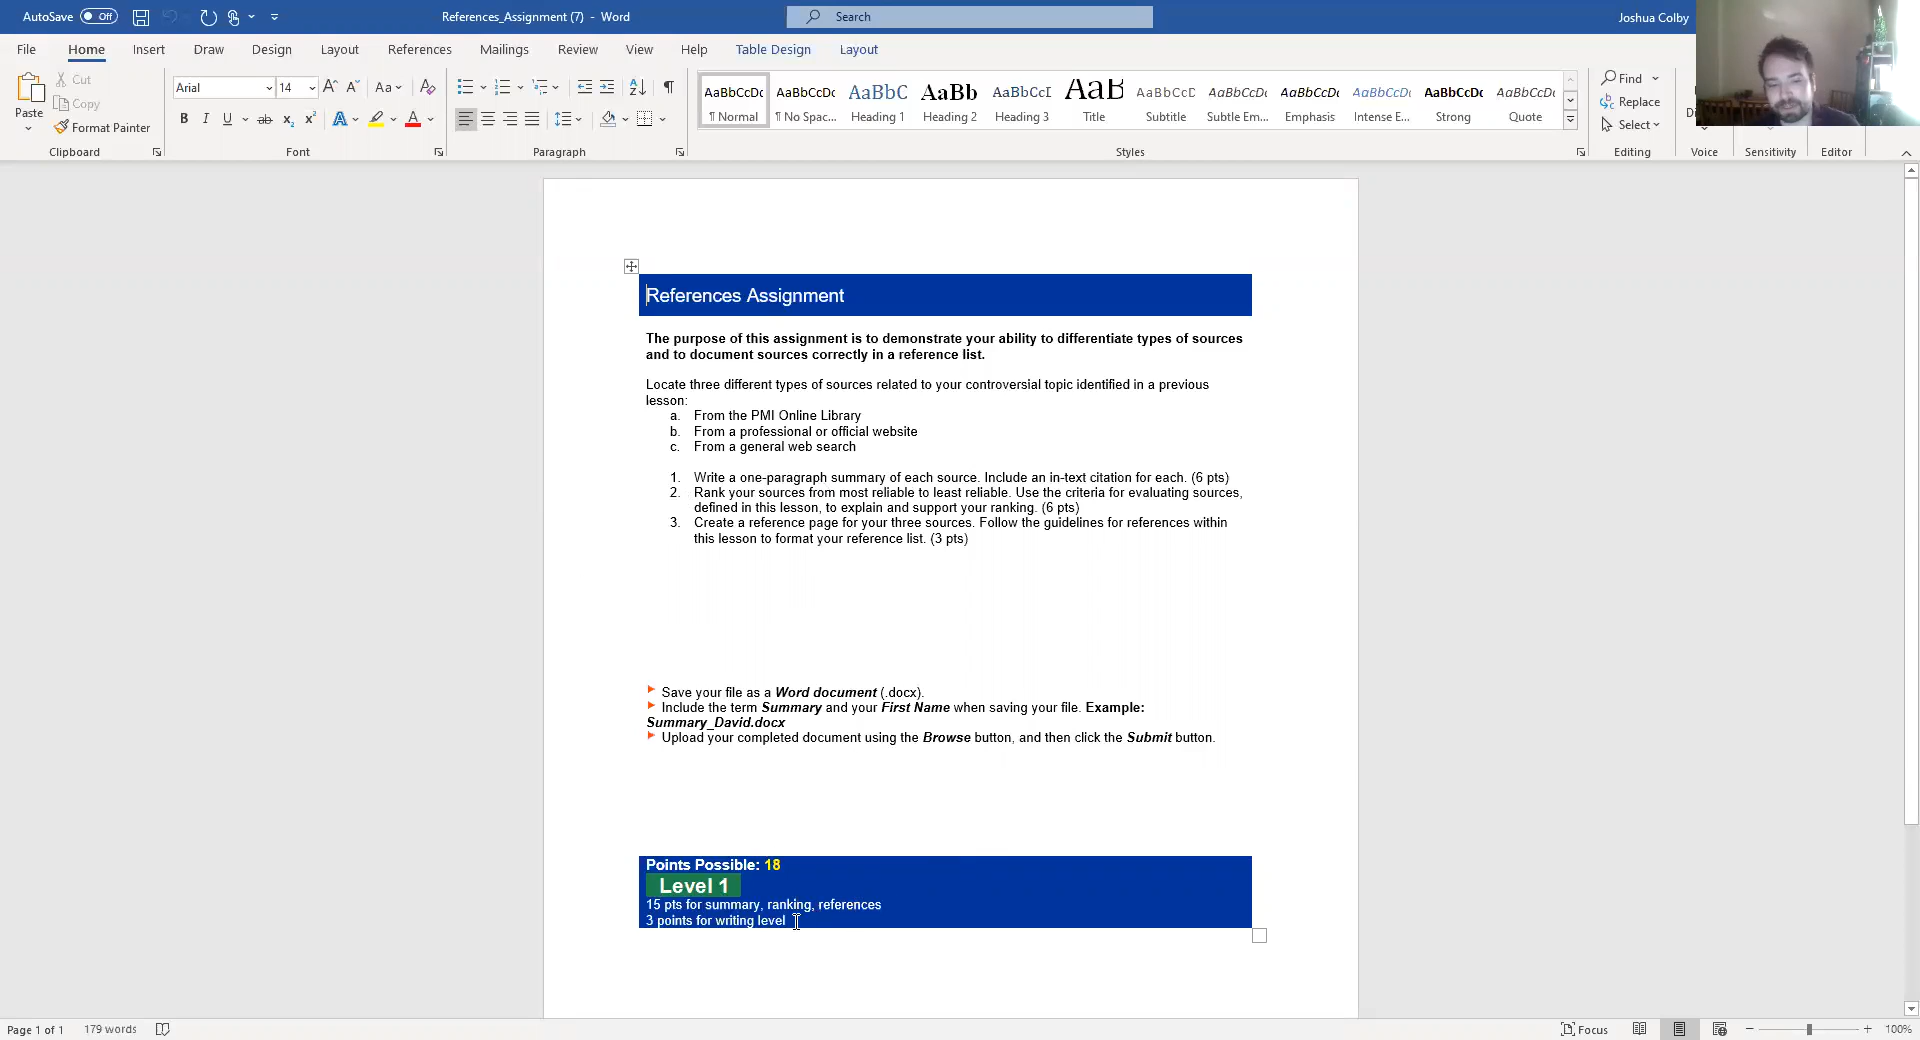 AutoSave Off References_Assignment (7) - Word Search Joshua Colby
File Home Insert Draw Design Layout References Mailings Review View Help Table Design Layout
Paste Cut Copy Format Painter Clipboard
Arial 14 Font
Paragraph
AaBbCcDc AaBbCcDc AaBbC AaBb AaBbCcI AaB AaBbCcD AaBbCcDc AaBbCcDc AaBbCcDc AaBbCcDc AaBbCcDc
¶ Normal ¶ No Spac... Heading 1 Heading 2 Heading 3 Title Subtitle Subtle Em... Emphasis Intense E... Strong Quote
Styles
Find
Replace
Select
Editing Voice Sensitivity Editor
References Assignment
The purpose of this assignment is to demonstrate your ability to differentiate types of sources
and to document sources correctly in a reference list.
Locate three different types of sources related to your controversial topic identified in a previous
lesson:
a. From the PMI Online Library
b. From a professional or official website
c. From a general web search
1. Write a one-paragraph summary of each source. Include an in-text citation for each. (6 pts)
2. Rank your sources from most reliable to least reliable. Use the criteria for evaluating sources,
defined in this lesson, to explain and support your ranking. (6 pts)
3. Create a reference page for your three sources. Follow the guidelines for references within
this lesson to format your reference list. (3 pts)
Save your file as a Word document (.docx).
Include the term Summary and your First Name when saving your file. Example:
Summary_David.docx
Upload your completed document using the Browse button, and then click the Submit button.
Points Possible: 18
Level 1
15 pts for summary, ranking, references
3 points for writing level
Page 1 of 1 179 words Focus 100%